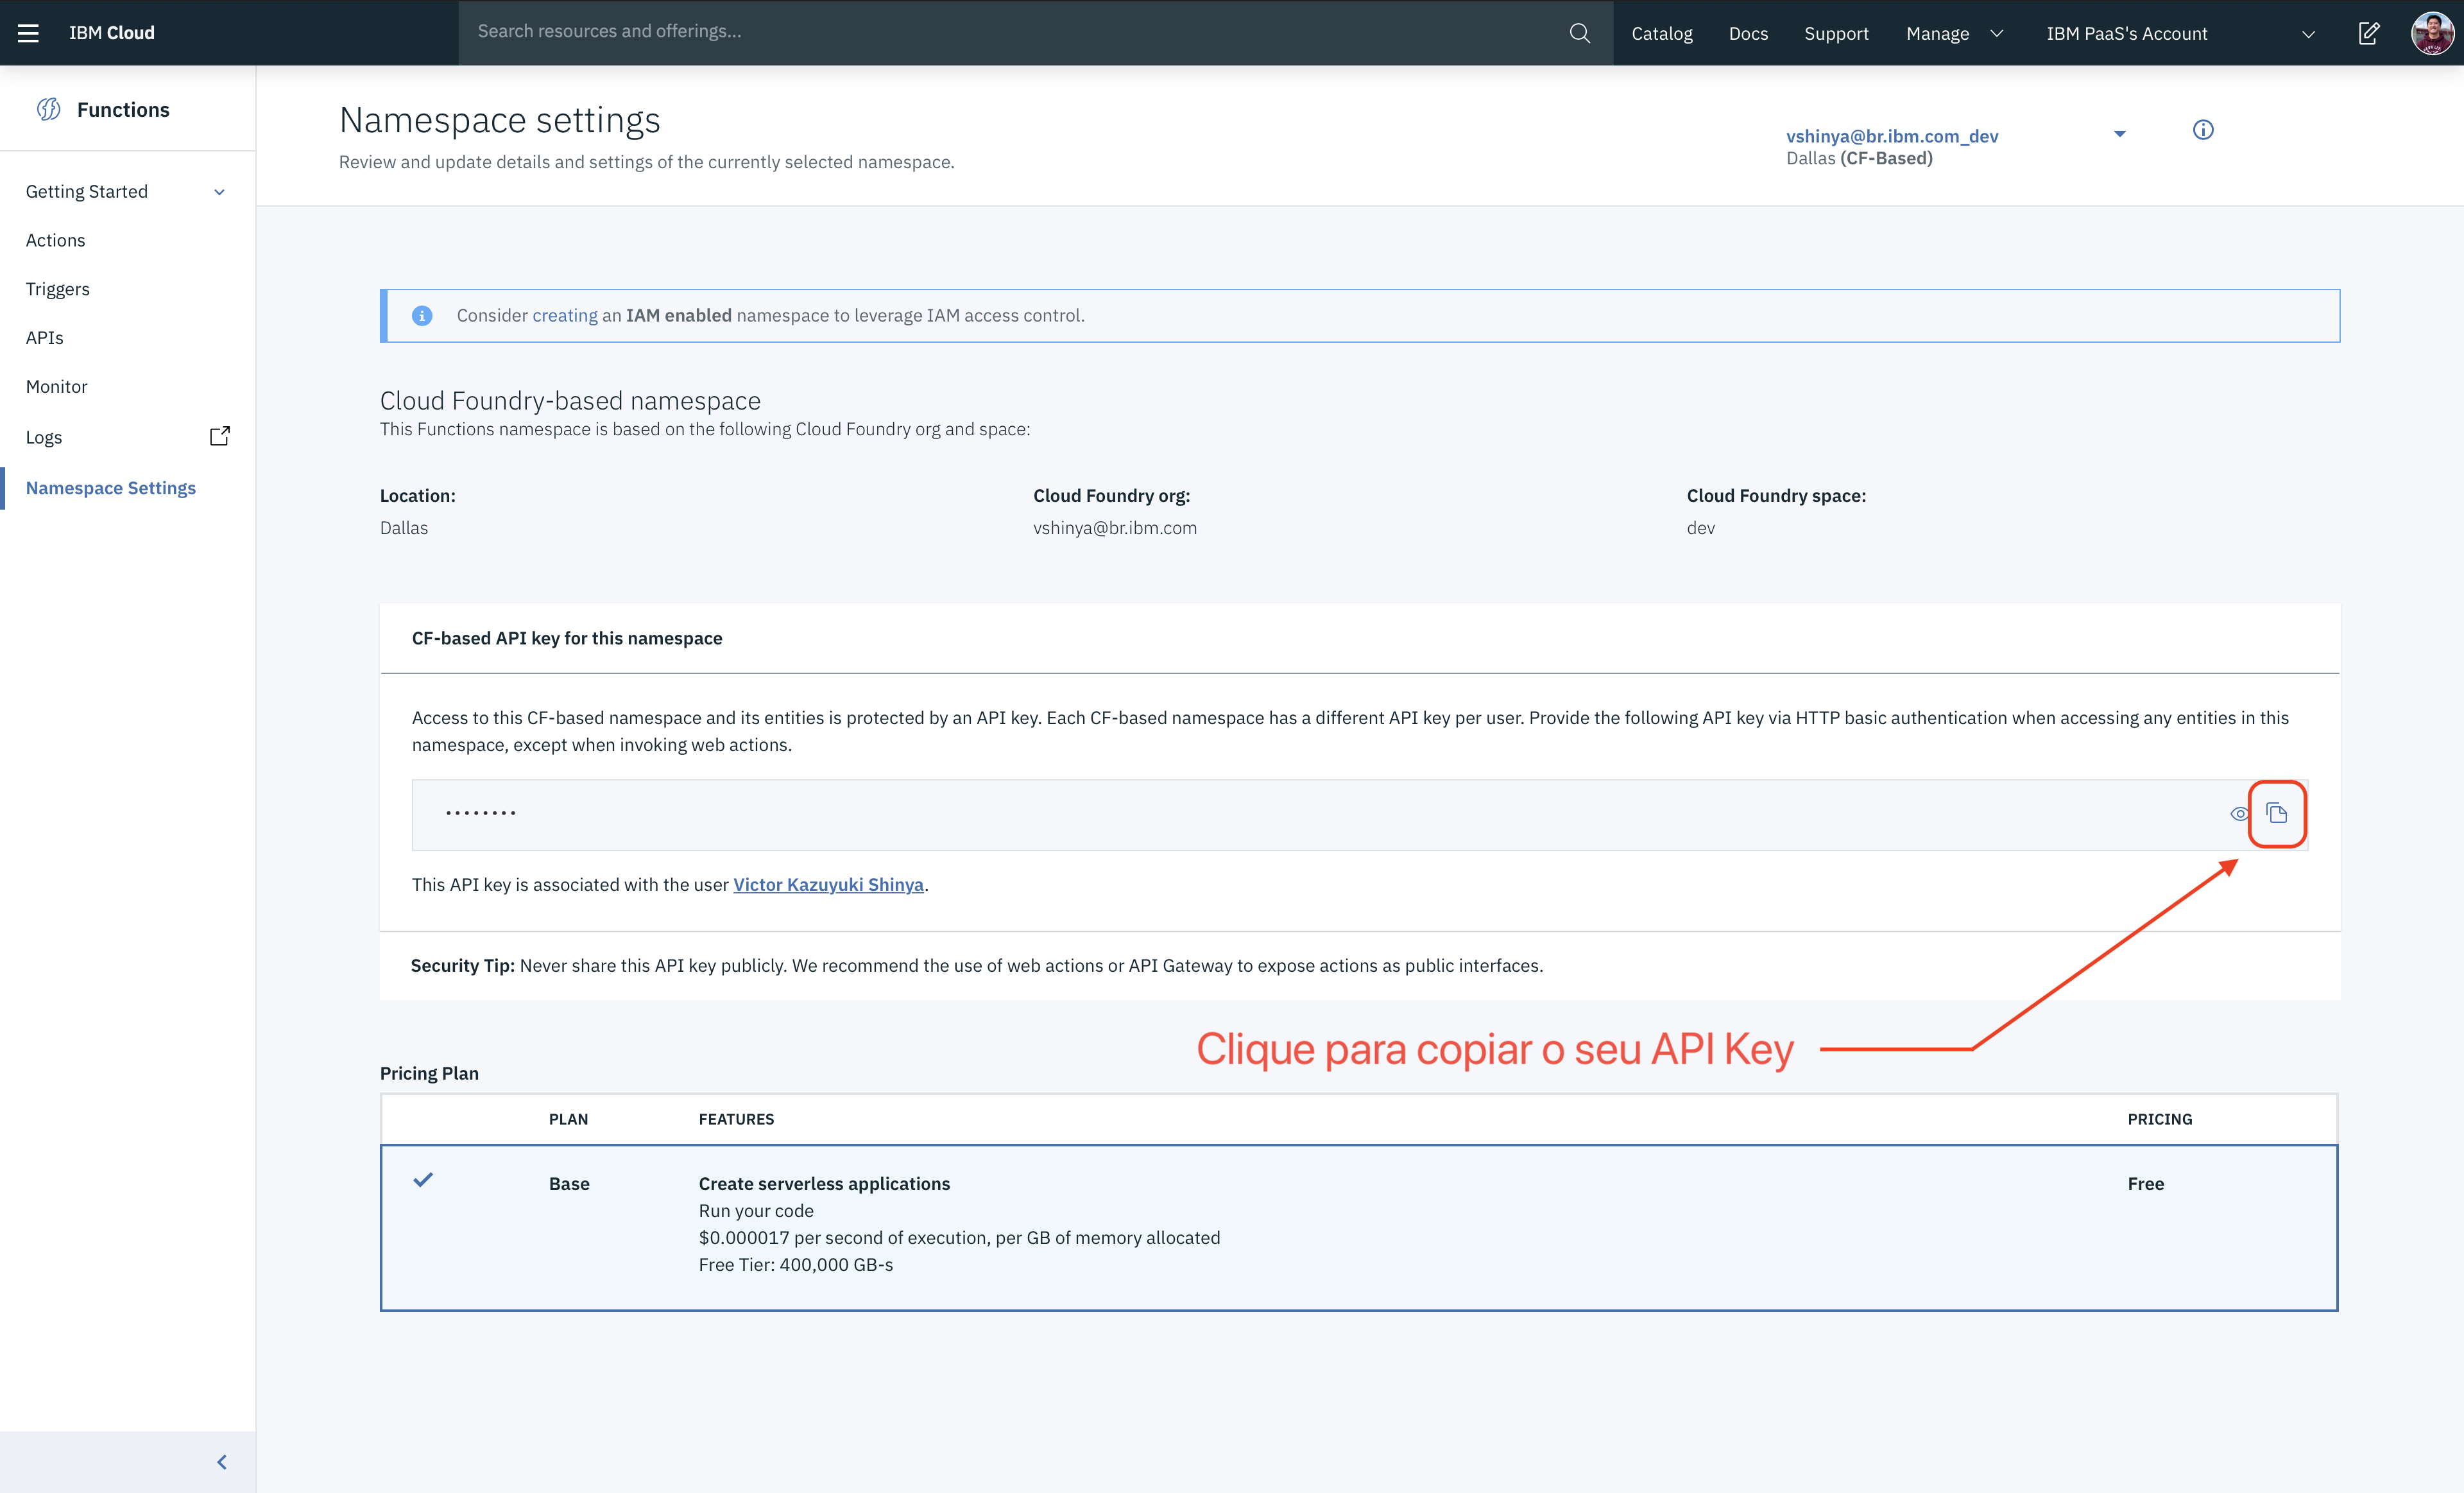 IBM Cloud
Search resources and offerings...
Catalog
Docs
Support
Manage
IBM PaaS's Account
Functions
Getting Started
Actions
Triggers
APIs
Monitor
Logs
Namespace Settings
Namespace settings
Review and update details and settings of the currently selected namespace.
vshinya@br.ibm.com_dev
Dallas (CF-Based)
Consider creating an IAM enabled namespace to leverage IAM access control.
Cloud Foundry-based namespace
This Functions namespace is based on the following Cloud Foundry org and space:
Location:
Dallas
Cloud Foundry org:
vshinya@br.ibm.com
Cloud Foundry space:
dev
CF-based API key for this namespace
Access to this CF-based namespace and its entities is protected by an API key. Each CF-based namespace has a different API key per user. Provide the following API key via HTTP basic authentication when accessing any entities in this
namespace, except when invoking web actions.
••••••••
This API key is associated with the user Victor Kazuyuki Shinya.
Security Tip: Never share this API key publicly. We recommend the use of web actions or API Gateway to expose actions as public interfaces.
Clique para copiar o seu API Key
Pricing Plan
PLAN FEATURES PRICING
Base Create serverless applications Free
Run your code
$0.000017 per second of execution, per GB of memory allocated
Free Tier: 400,000 GB-s